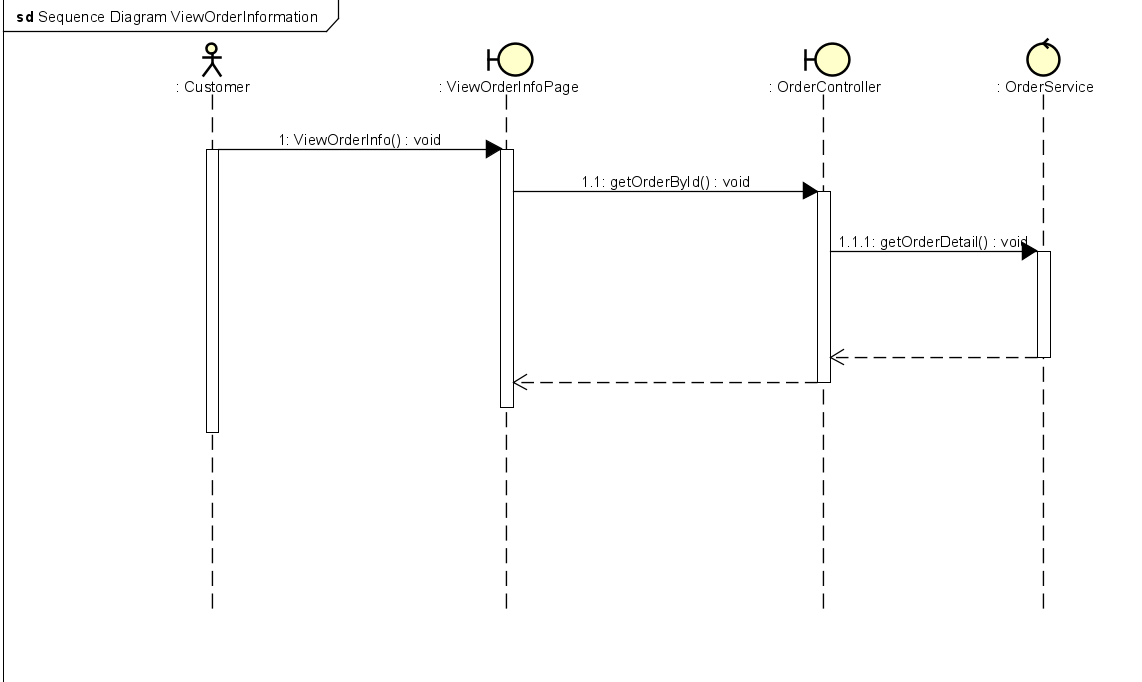 sd Sequence Diagram ViewOrderInformation
: Customer
: ViewOrderInfoPage
: OrderController
: OrderService
1: ViewOrderInfo() : void
1.1: getOrderById() : void
1.1.1: getOrderDetail() : void